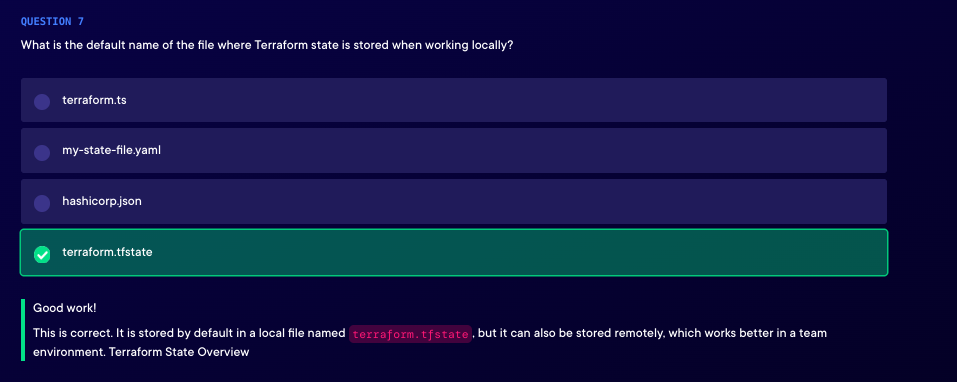 QUESTION 7
What is the default name of the file where Terraform state is stored when working locally?
terraform.ts
my-state-file.yaml
hashicorp.json
terraform.tfstate
Good work!
This is correct. It is stored by default in a local file named terraform.tfstate, but it can also be stored remotely, which works better in a team
environment. Terraform State Overview